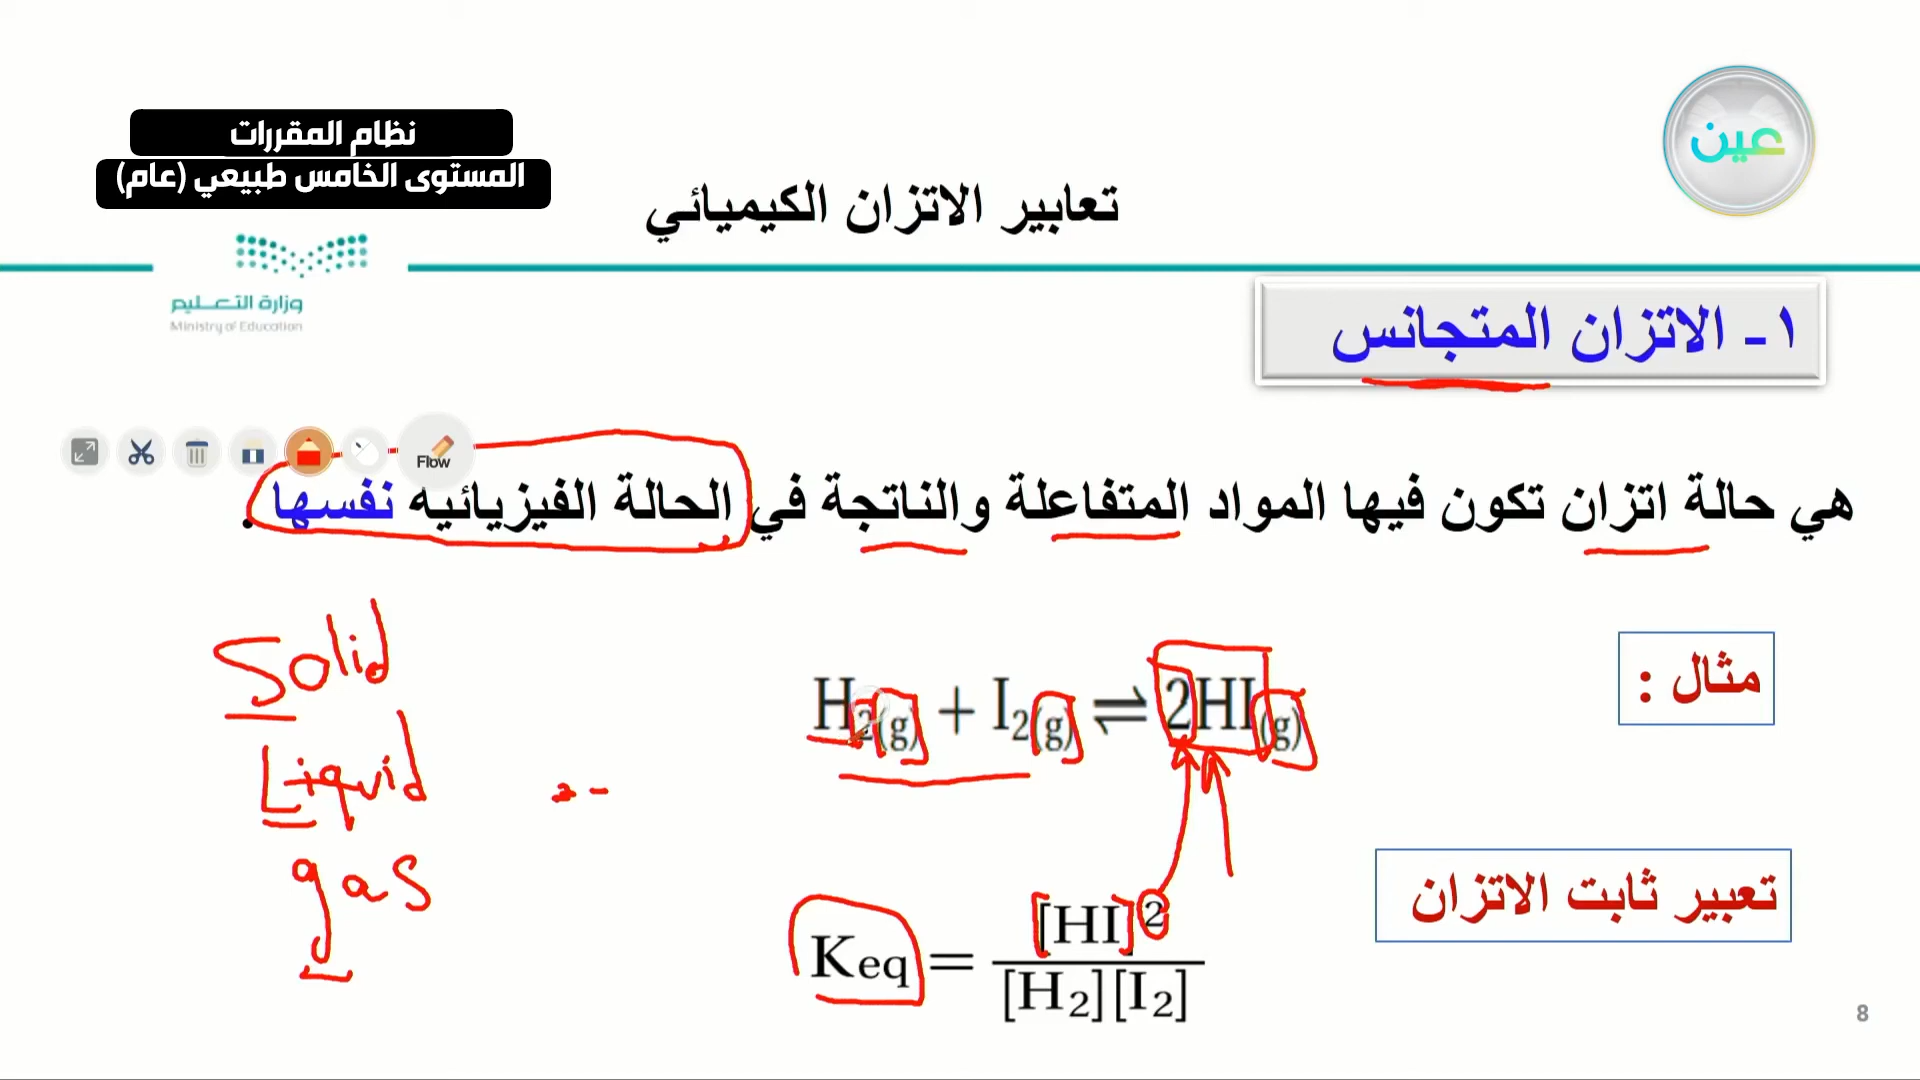 نظام المقررات
المستوى الخامس طبيعي (عام)
عين
تعابير الاتزان الكيميائي
وزارة التعـــليم
Ministry of Education
١- الاتزان المتجانس
Flow
هي حالة اتزان تكون فيها المواد المتفاعلة والناتجة في الحالة الفيزيائيه نفسها .
Solid
Liquid
gas
مثال :
H₂(g) + I₂(g) ⇌ 2HI(g)
تعبير ثابت الاتزان
Keq = [HI]² / [H₂][I₂]
8